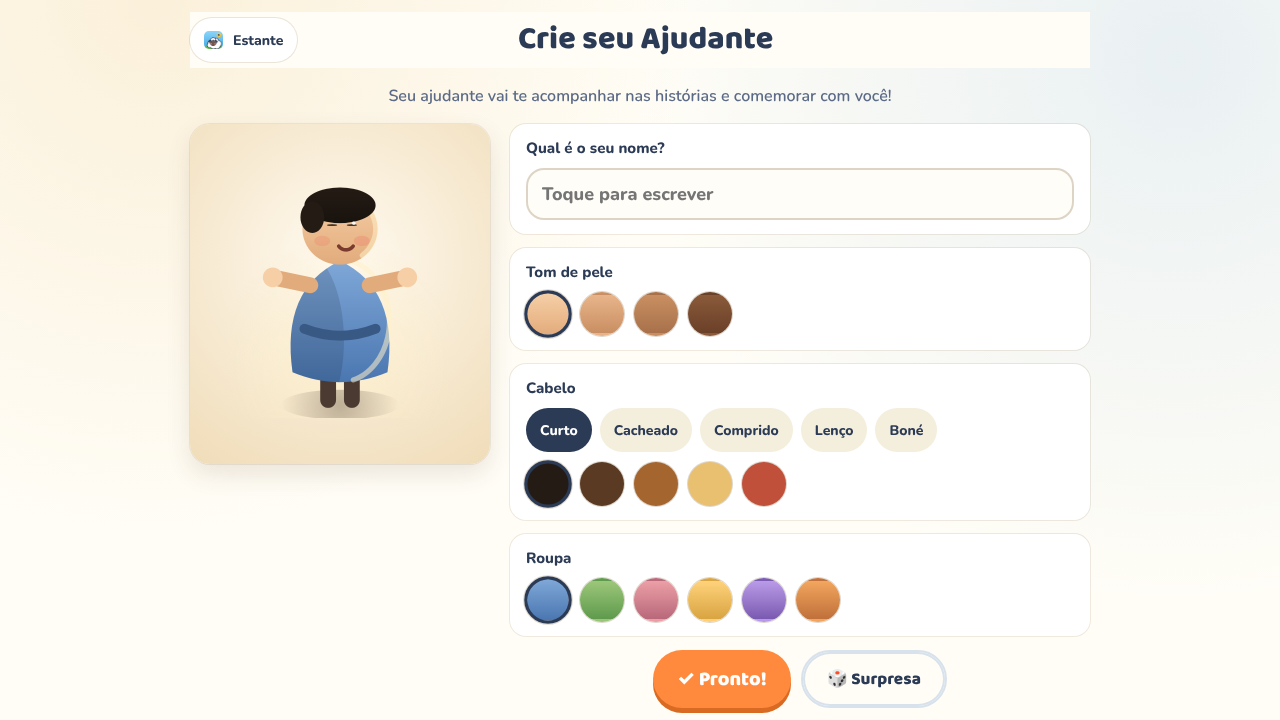 Estante
Crie seu Ajudante
Seu ajudante vai te acompanhar nas histórias e comemorar com você!
Qual é o seu nome?
Toque para escrever
Tom de pele
Cabelo
Curto Cacheado Comprido Lenço Boné
Roupa
✓ Pronto! 🎲 Surpresa